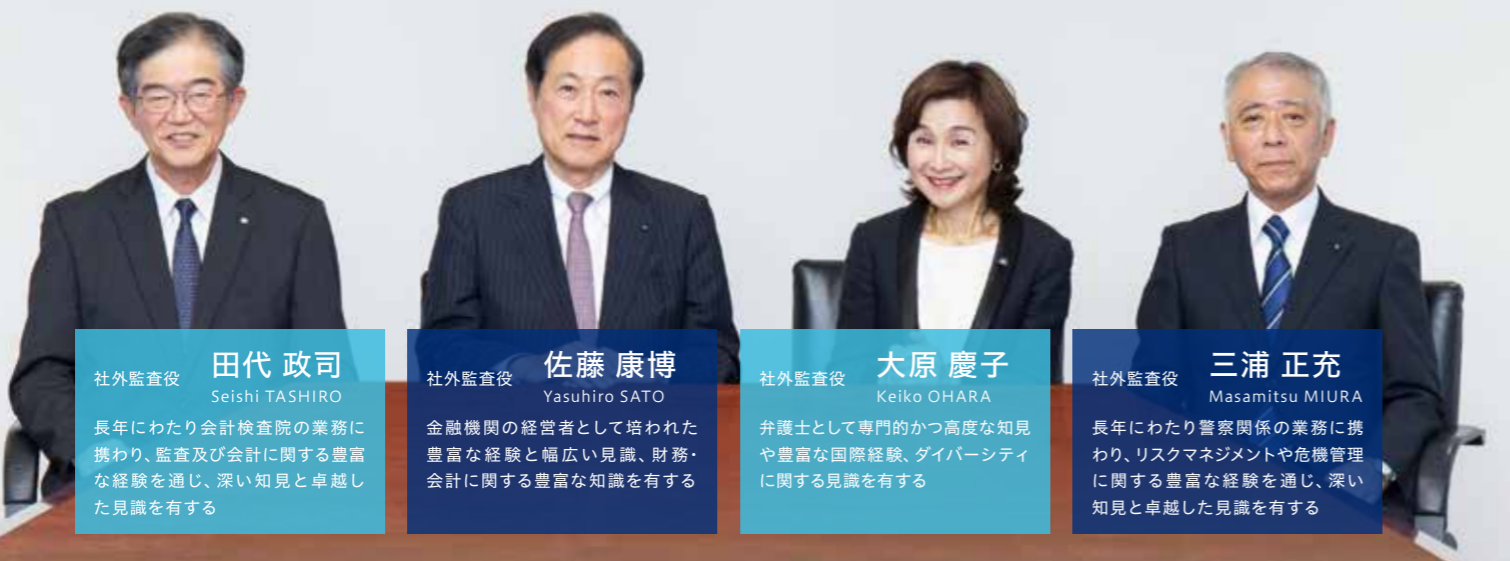 社外監査役 田代 政司
Seishi TASHIRO
長年にわたり会計検査院の業務に
携わり、監査及び会計に関する豊富
な経験を通じ、深い知見と卓越し
た見識を有する
社外監査役 佐藤 康博
Yasuhiro SATO
金融機関の経営者として培われた
豊富な経験と幅広い見識、財務・
会計に関する豊富な知識を有する
社外監査役 大原 慶子
Keiko OHARA
弁護士として専門的かつ高度な知見
や豊富な国際経験、ダイバーシティ
に関する見識を有する
社外監査役 三浦 正充
Masamitsu MIURA
長年にわたり警察関係の業務に携
わり、リスクマネジメントや危機管理
に関する豊富な経験を通じ、深い
知見と卓越した見識を有する